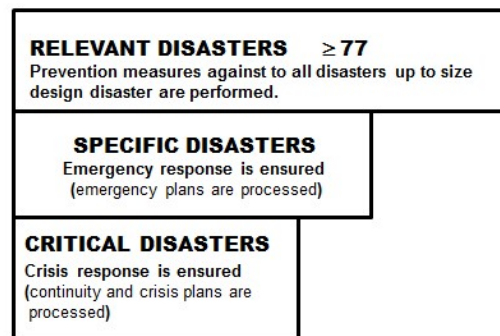 RELEVANT DISASTERS ≥ 77
Prevention measures against to all disasters up to size
design disaster are performed.
SPECIFIC DISASTERS
Emergency response is ensured
(emergency plans are processed)
CRITICAL DISASTERS
Crisis response is ensured
(continuity and crisis plans are
processed)